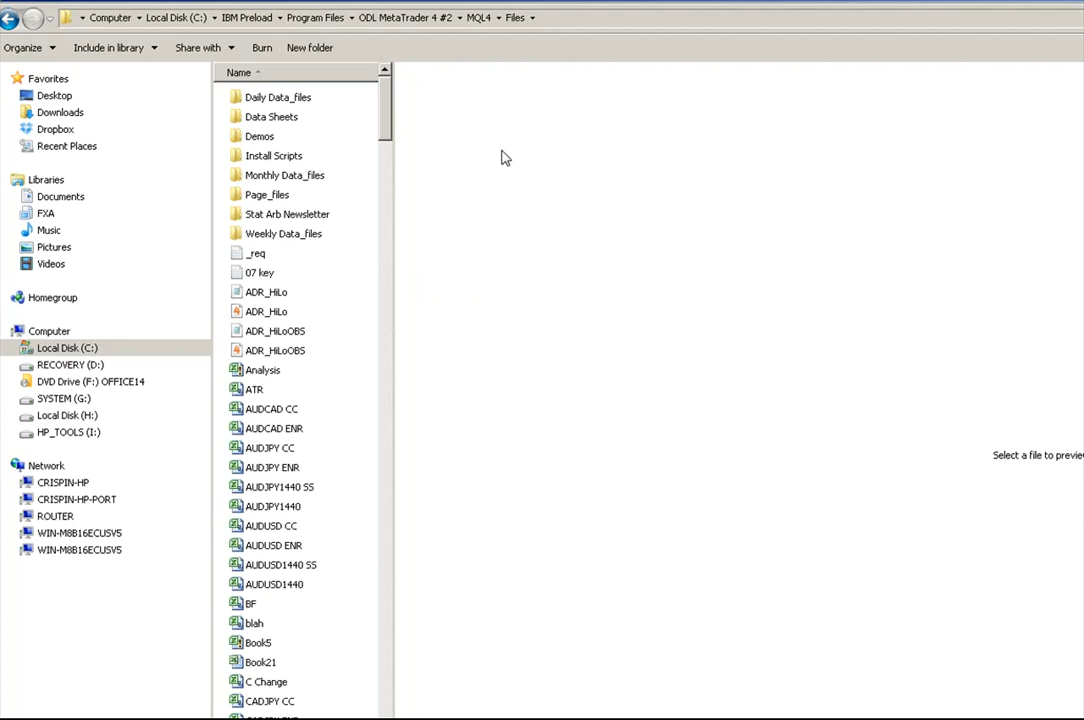 Computer Local Disk (C:) IBM Preload Program Files ODL MetaTrader 4 #2 MQL4 Files
Organize Include in library Share with Burn New folder
Favorites
Desktop
Downloads
Dropbox
Recent Places
Libraries
Documents
FXA
Music
Pictures
Videos
Homegroup
Computer
Local Disk (C:)
RECOVERY (D:)
DVD Drive (F:) OFFICE14
SYSTEM (G:)
Local Disk (H:)
HP_TOOLS (I:)
Network
CRISPIN-HP
CRISPIN-HP-PORT
ROUTER
WIN-M8B16ECUSV5
WIN-M8B16ECUSV5
Name
Daily Data_files
Data Sheets
Demos
Install Scripts
Monthly Data_files
Page_files
Stat Arb Newsletter
Weekly Data_files
_req
07 key
ADR_HiLo
ADR_HiLo
ADR_HiLoOBS
ADR_HiLoOBS
Analysis
ATR
AUDCAD CC
AUDCAD ENR
AUDJPY CC
AUDJPY ENR
AUDJPY1440 SS
AUDJPY1440
AUDUSD CC
AUDUSD ENR
AUDUSD1440 SS
AUDUSD1440
BF
blah
Book5
Book21
C Change
CADJPY CC
Select a file to preview